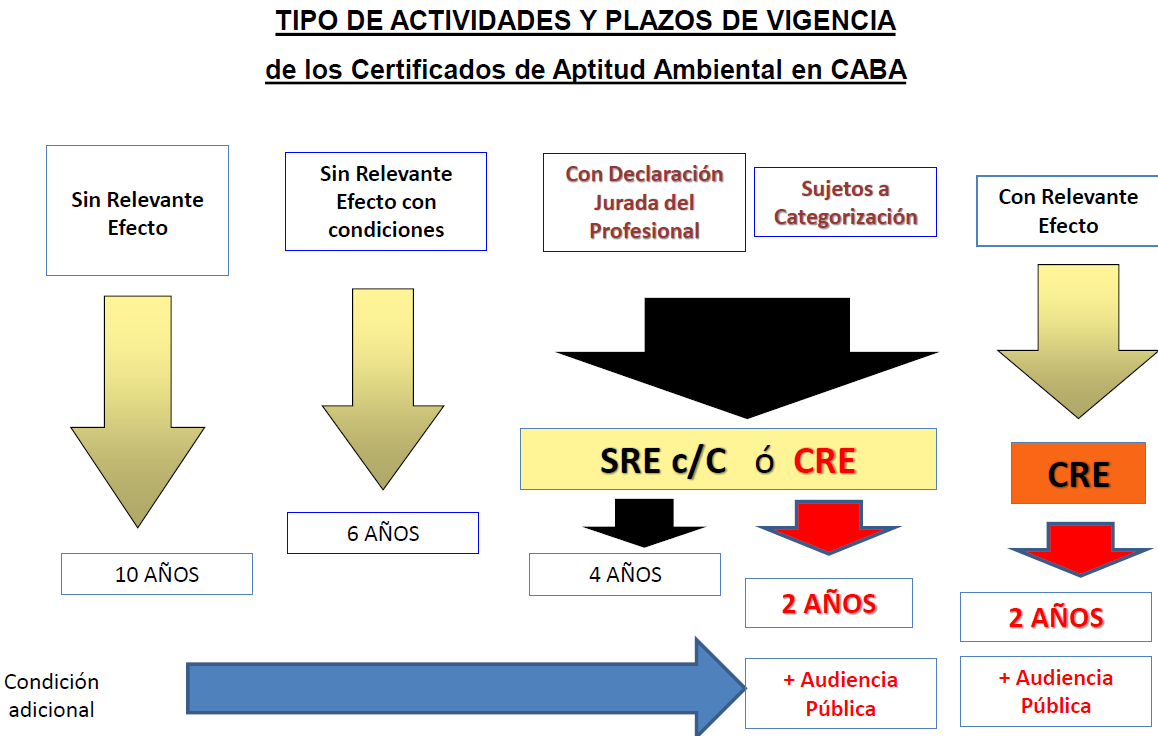 TIPO DE ACTIVIDADES Y PLAZOS DE VIGENCIA
de los Certificados de Aptitud Ambiental en CABA
Sin Relevante
Efecto
Sin Relevante
Efecto con
condiciones
Con Declaración
Jurada del
Profesional
Sujetos a
Categorización
Con Relevante
Efecto
SRE c/C ó CRE
CRE
10 AÑOS
6 AÑOS
4 AÑOS
2 AÑOS
2 AÑOS
Condición
adicional
+ Audiencia
Pública
+ Audiencia
Pública